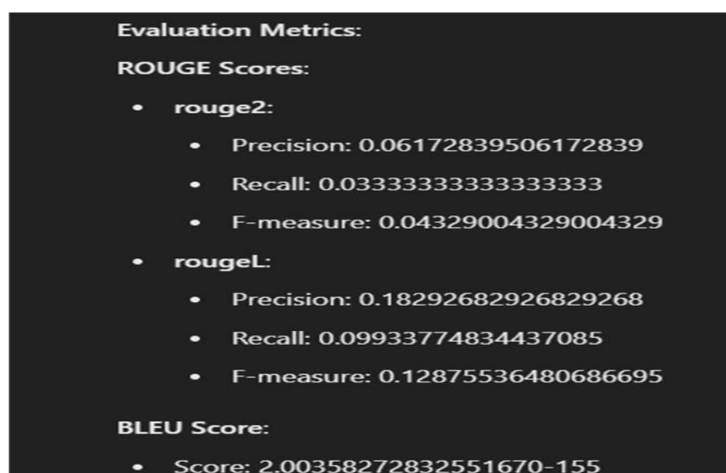 Evaluation Metrics:
ROUGE Scores:
• rouge2:
• Precision: 0.06172839506172839
• Recall: 0.03333333333333333
• F-measure: 0.04329004329004329
• rougeL:
• Precision: 0.18292682926829268
• Recall: 0.09933774834437085
• F-measure: 0.12875536480686695
BLEU Score:
• Score: 2.00358272832551670-155